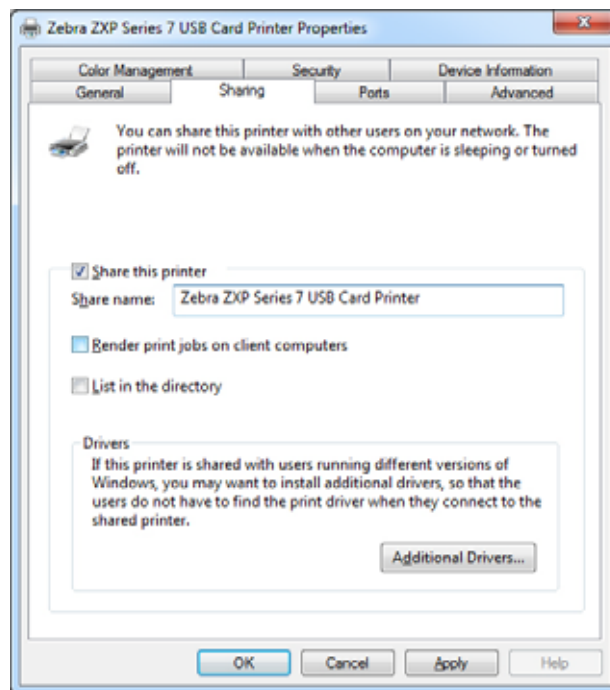 Zebra ZXP Series 7 USB Card Printer Properties
Color Management Security Device Information
General Sharing Ports Advanced
You can share this printer with other users on your network. The
printer will not be available when the computer is sleeping or turned
off.
Share this printer
Share name: Zebra ZXP Series 7 USB Card Printer
Render print jobs on client computers
List in the directory
Drivers
If this printer is shared with users running different versions of
Windows, you may want to install additional drivers, so that the
users do not have to find the print driver when they connect to the
shared printer.
Additional Drivers...
OK Cancel Apply Help